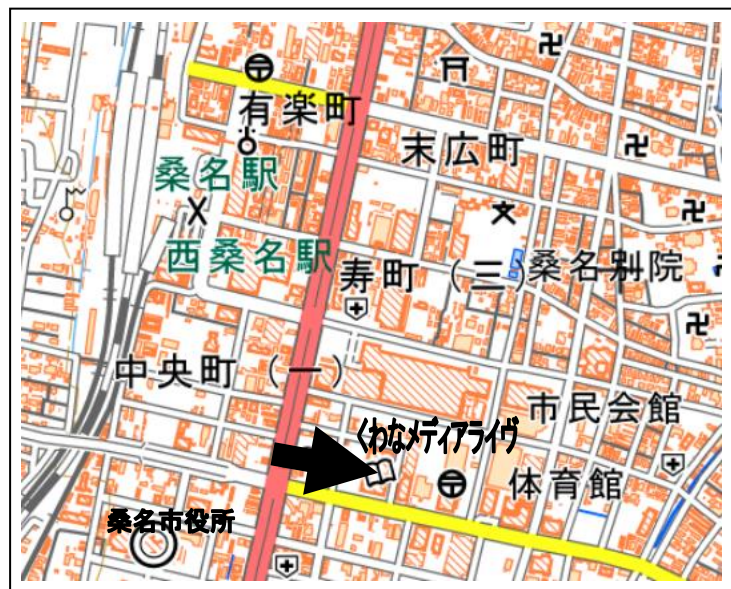 有楽町
末広町
桑名駅
西桑名駅
寿町（三）
桑名別院
中央町（一）
市民会館
くわなメディアライヴ
体育館
桑名市役所